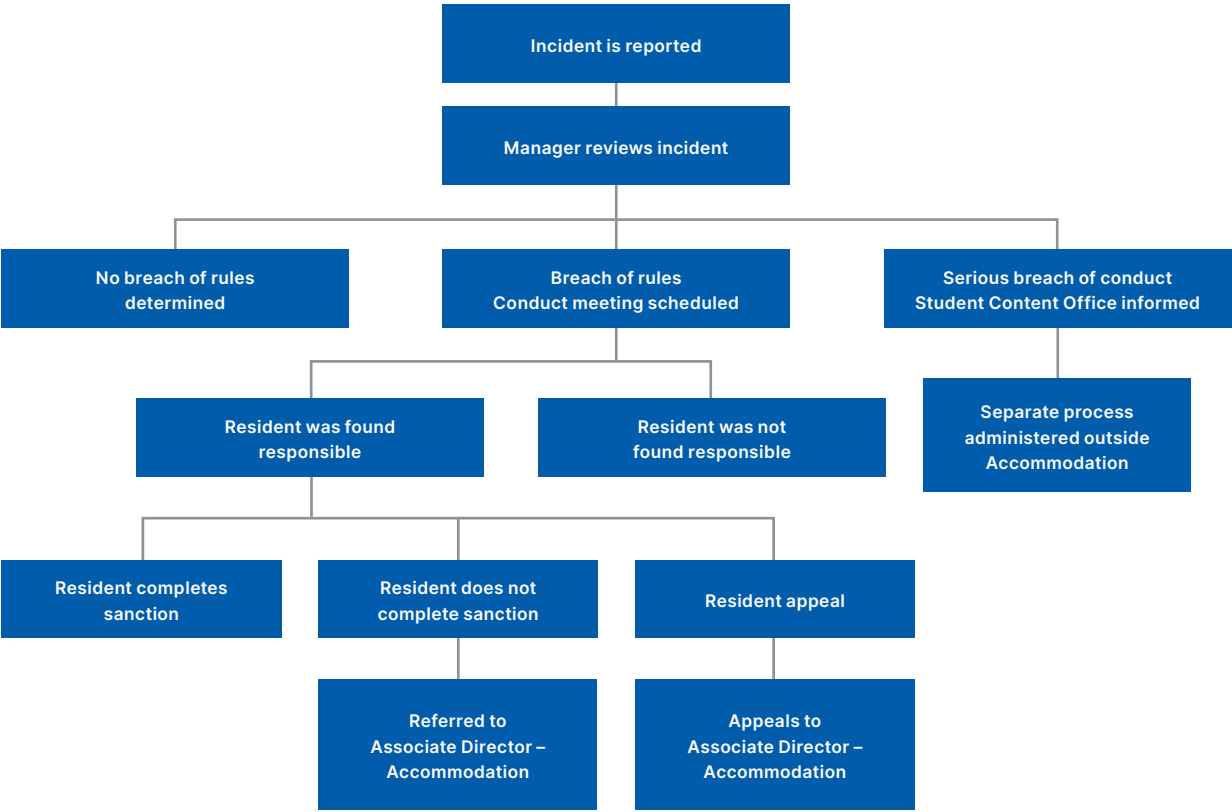 Incident is reported
Manager reviews incident
No breach of rules
determined
Breach of rules
Conduct meeting scheduled
Serious breach of conduct
Student Content Office informed
Resident was found
responsible
Resident was not
found responsible
Separate process
administered outside
Accommodation
Resident completes
sanction
Resident does not
complete sanction
Resident appeal
Referred to
Associate Director –
Accommodation
Appeals to
Associate Director –
Accommodation